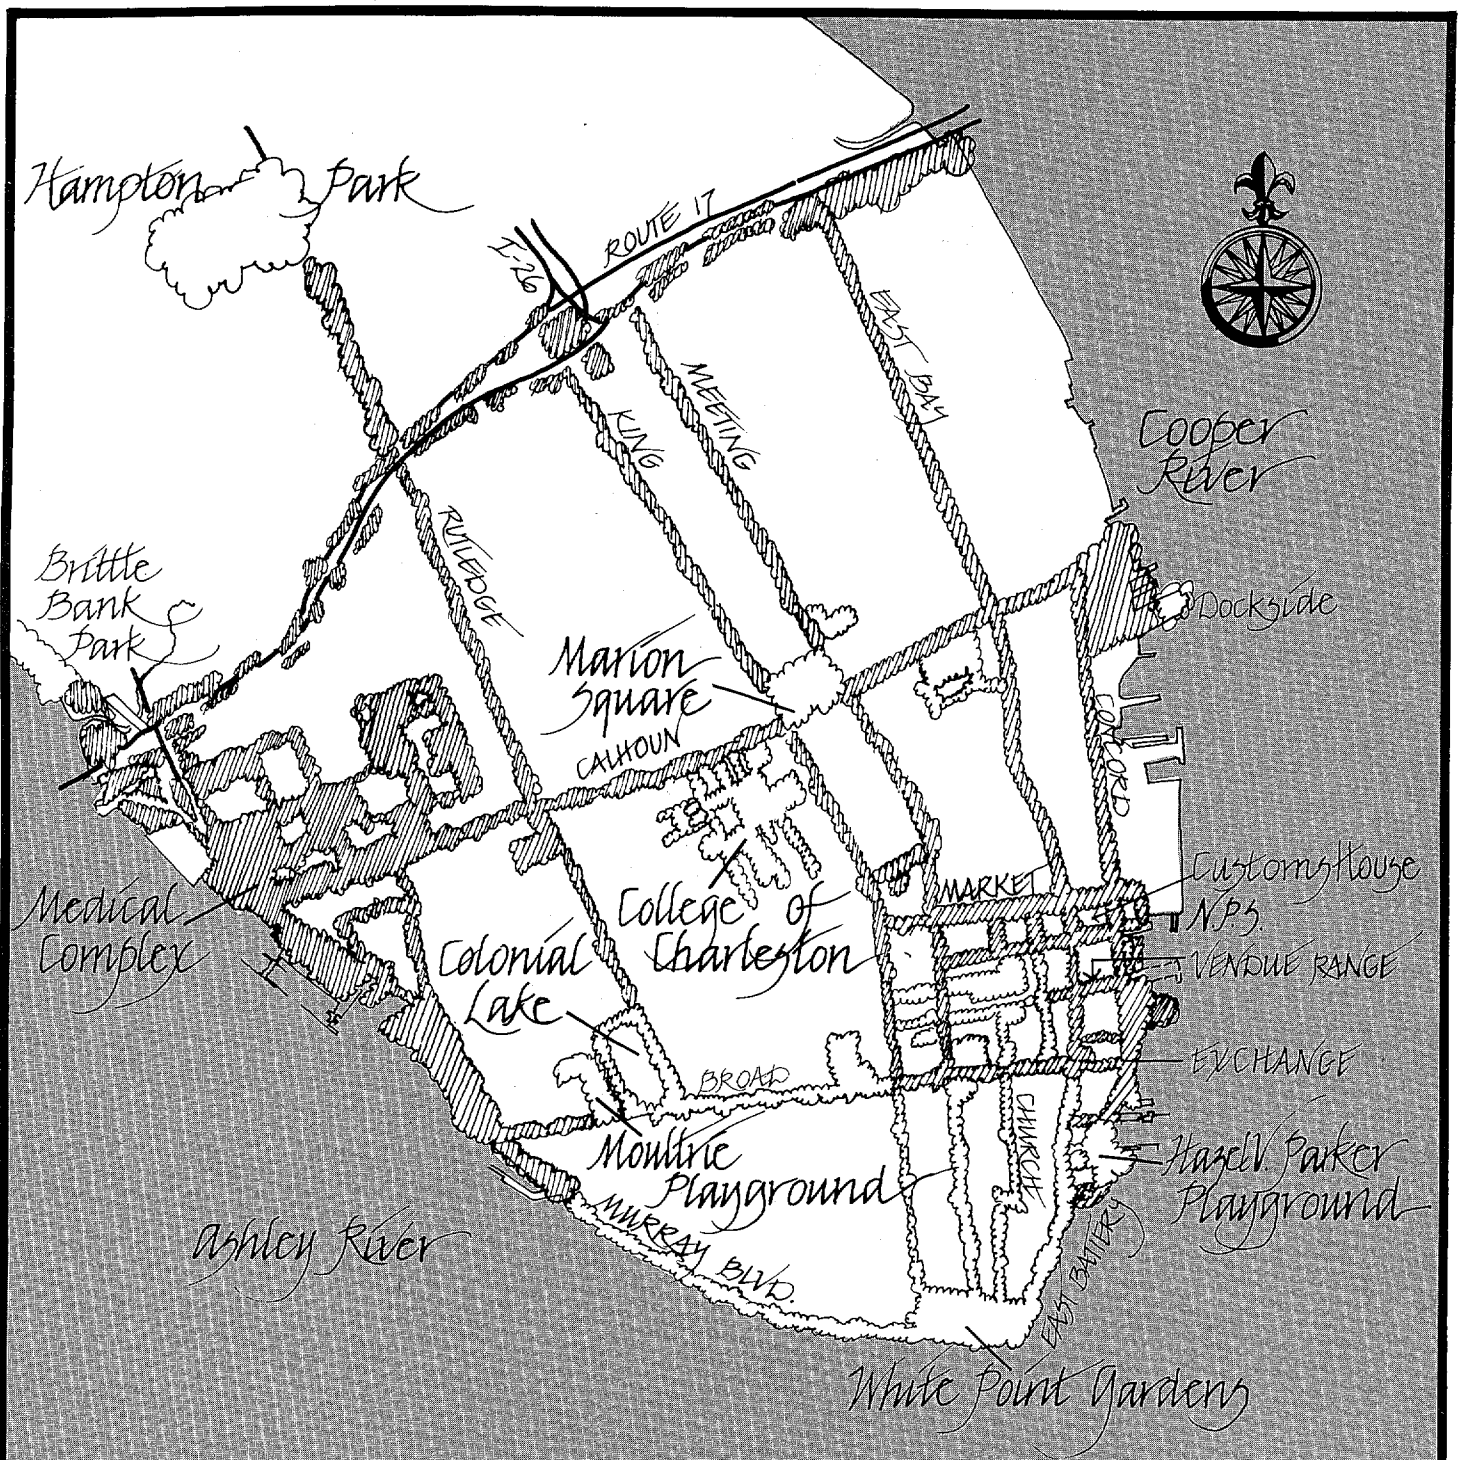 Hampton Park
ROUTE 17
I-26
EAST BAY
MEETING
KING
Cooper
River
RUTLEDGE
Brittle
Bank
Park
Dockside
Marion
Square
CALHOUN
CONCORD
Customs House
N.P.S.
MARKET
Medical
Complex
College of
Charleston
Colonial
Lake
VENDUE RANGE
EXCHANGE
BROAD
CHURCH
Moultrie
Playground
Hazel V. Parker
Playground
MURRAY BLVD.
Ashley River
EAST BATTERY
White Point Gardens